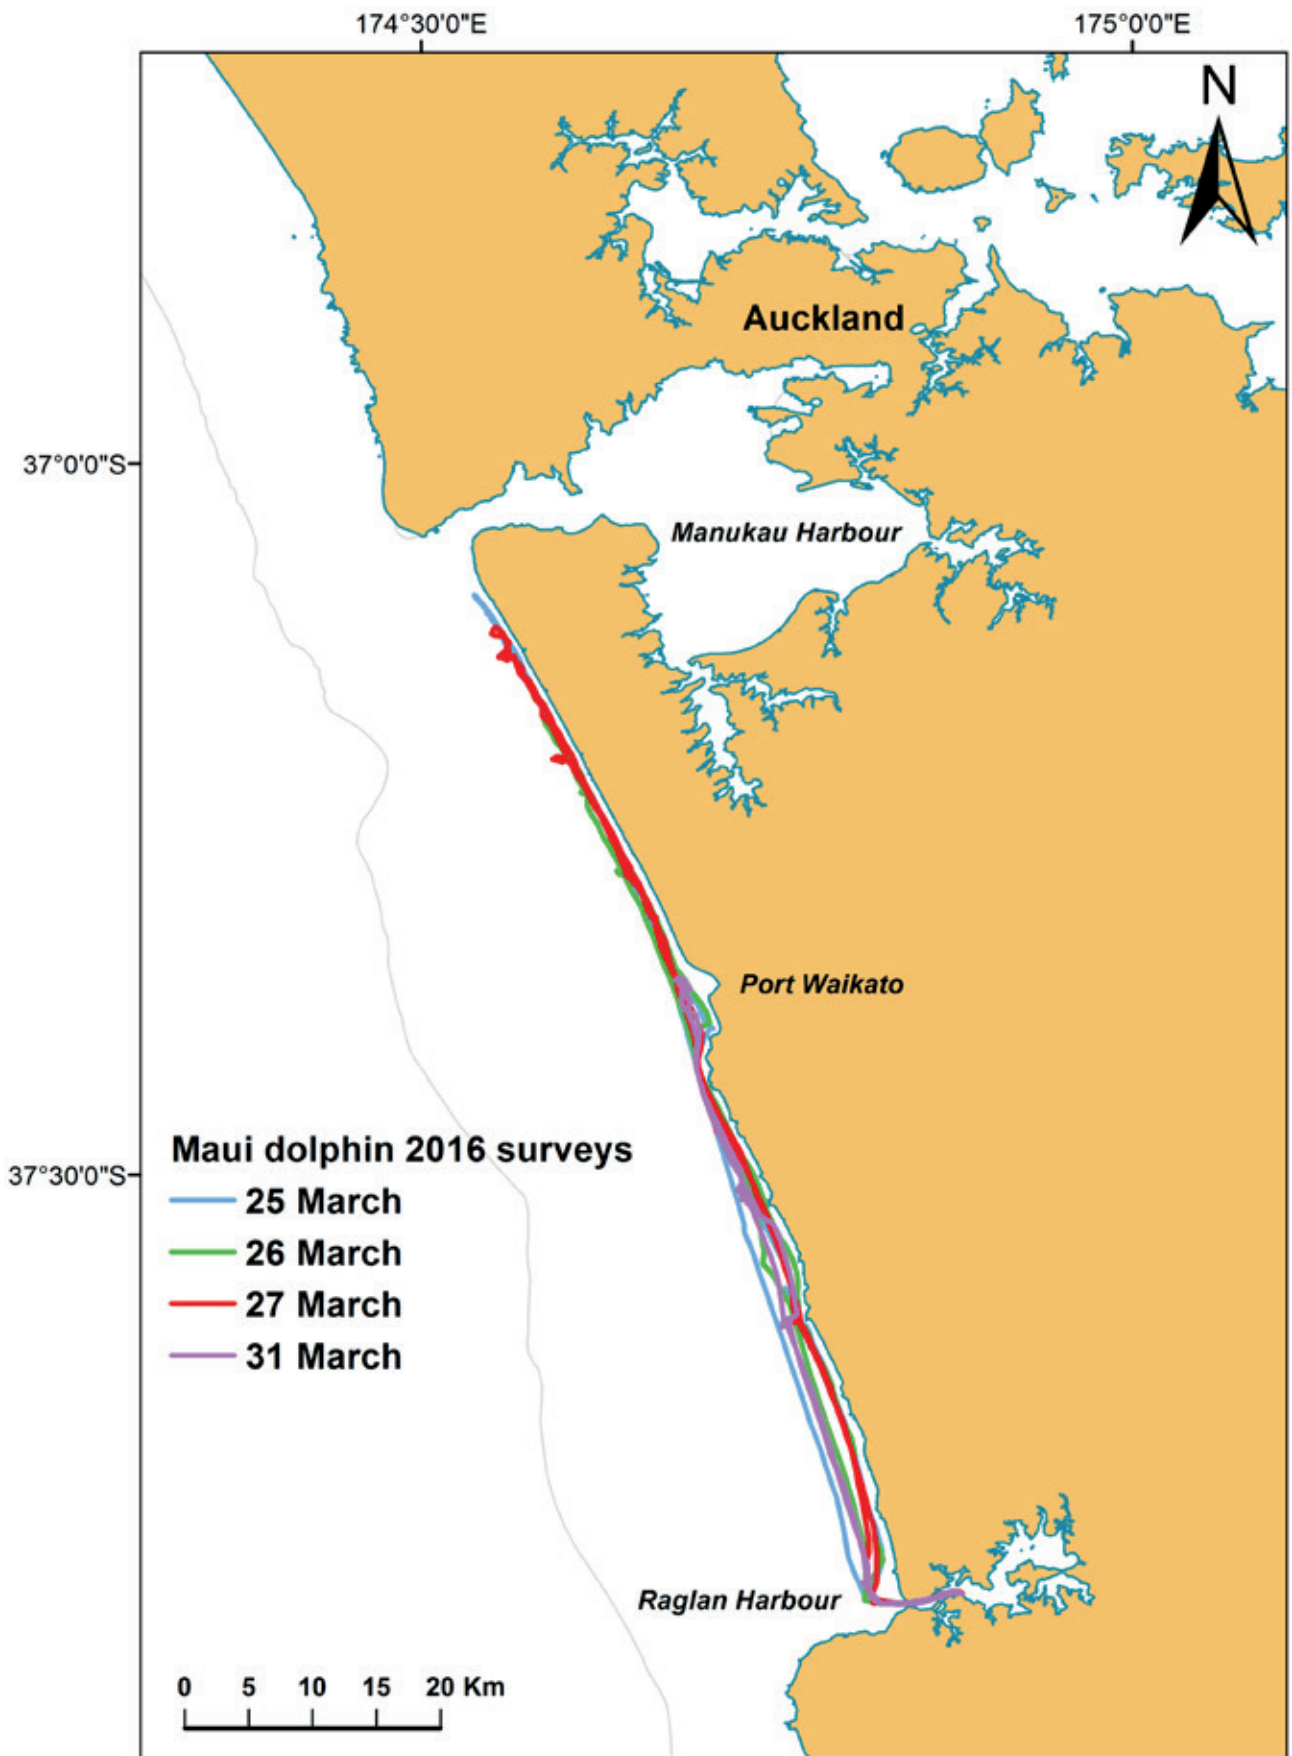 174°30'0"E
175°0'0"E
N
Auckland
37°0'0"S
Manukau Harbour
Port Waikato
Maui dolphin 2016 surveys
37°30'0"S
25 March
26 March
27 March
31 March
Raglan Harbour
0 5 10 15 20 Km